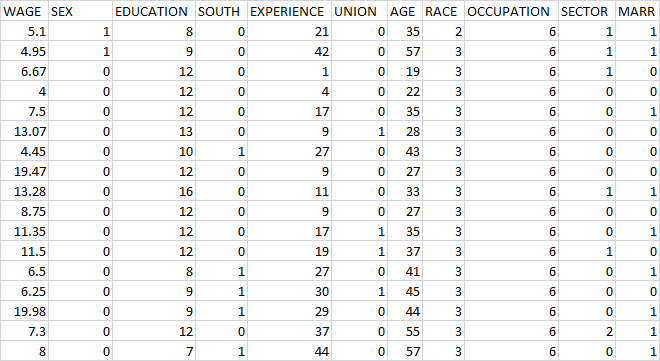 WAGE SEX EDUCATION SOUTH EXPERIENCE UNION AGE RACE OCCUPATION SECTOR MARR
5.1 1 8 0 21 0 35 2 6 1 1
4.95 1 9 0 42 0 57 3 6 1 1
6.67 0 12 0 1 0 19 3 6 1 0
4 0 12 0 4 0 22 3 6 0 0
7.5 0 12 0 17 0 35 3 6 0 1
13.07 0 13 0 9 1 28 3 6 0 0
4.45 0 10 1 27 0 43 3 6 0 0
19.47 0 12 0 9 0 27 3 6 0 0
13.28 0 16 0 11 0 33 3 6 1 1
8.75 0 12 0 9 0 27 3 6 0 0
11.35 0 12 0 17 1 35 3 6 0 1
11.5 0 12 0 19 1 37 3 6 1 0
6.5 0 8 1 27 0 41 3 6 0 1
6.25 0 9 1 30 1 45 3 6 0 0
19.98 0 9 1 29 0 44 3 6 0 1
7.3 0 12 0 37 0 55 3 6 2 1
8 0 7 1 44 0 57 3 6 0 1